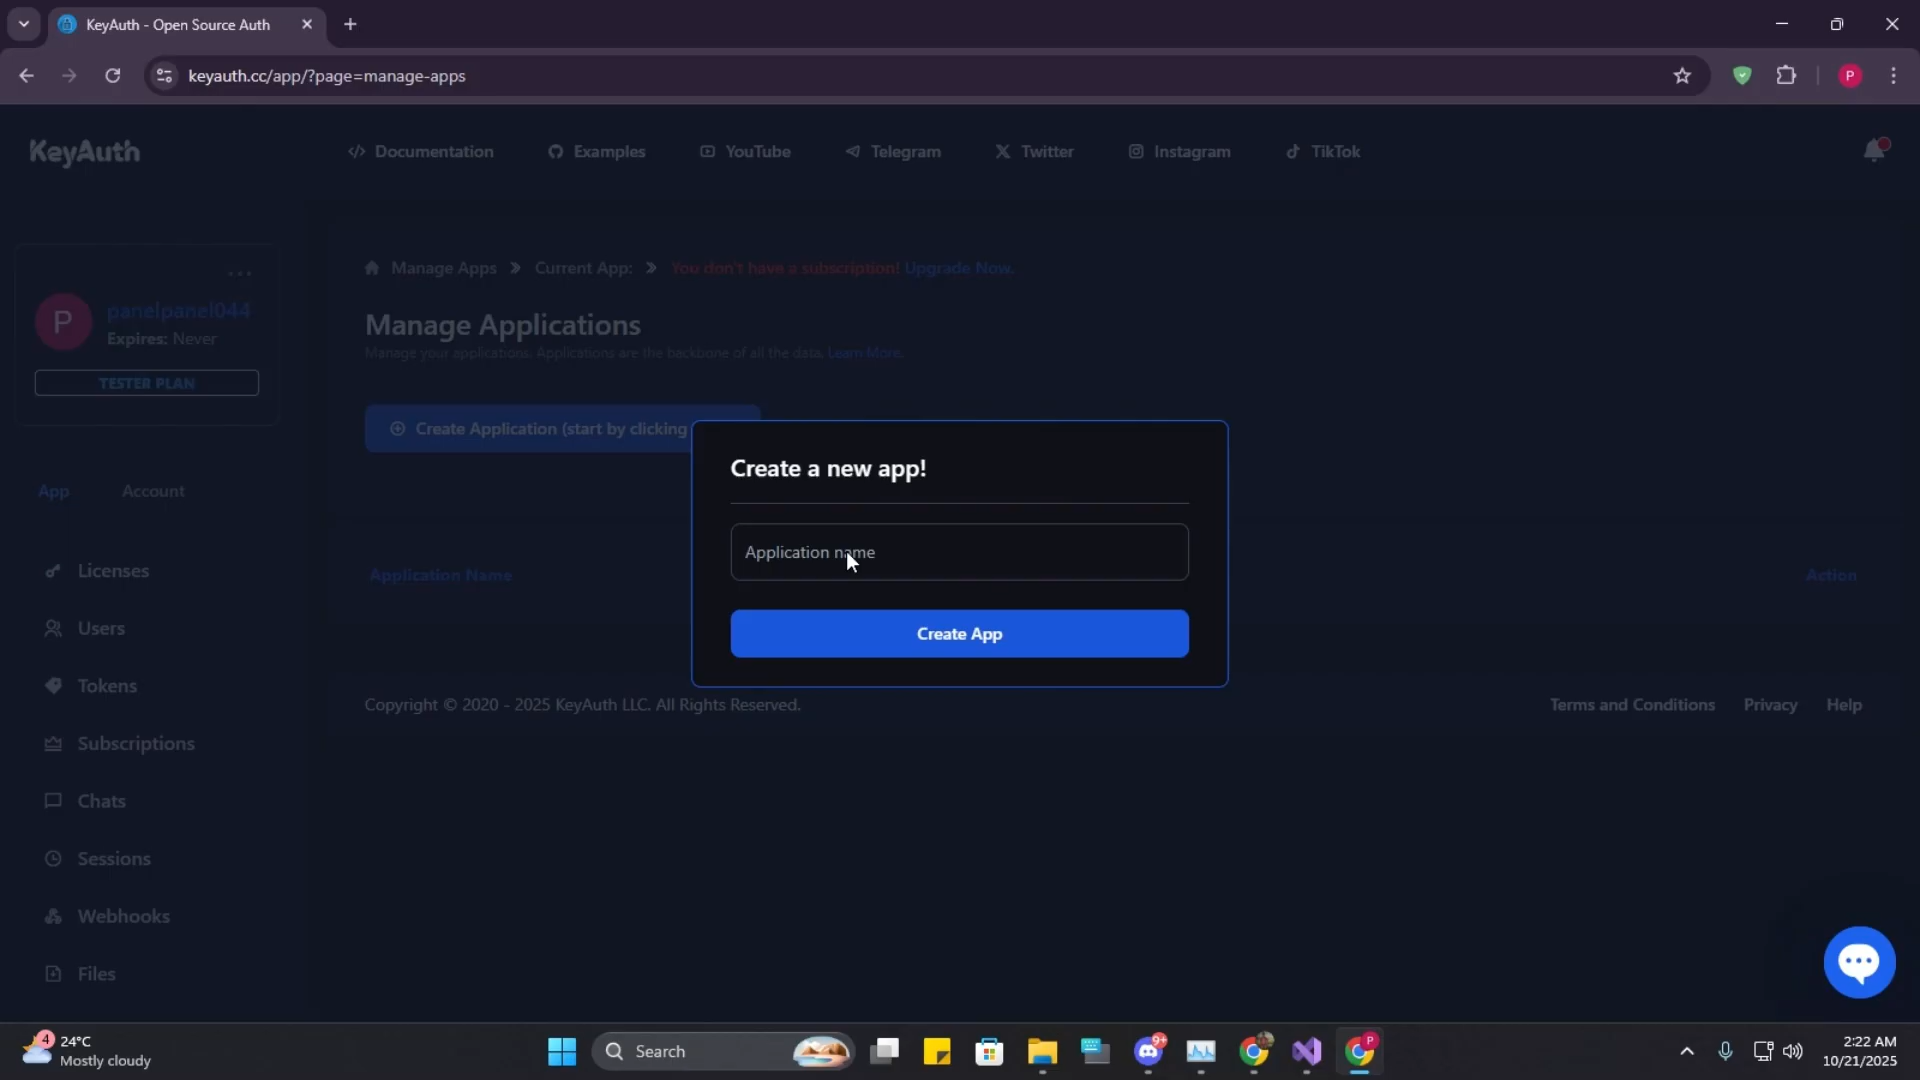 KeyAuth - Open Source Auth
keyauth.cc/app/?page=manage-apps
P
KeyAuth
Documentation
Examples
YouTube
Telegram
Twitter
Instagram
TikTok
Manage Apps
Current App:
You don't have a subscription! Upgrade Now.
P
panelpanel044
Expires: Never
TESTER PLAN
Manage Applications
Manage your applications. Applications are the backbone of all the data. Learn More.
Create Application (start by clicking
Create a new app!
Application name
Create App
App
Account
Application Name
Action
Licenses
Users
Tokens
Subscriptions
Chats
Sessions
Webhooks
Files
Copyright © 2020 - 2025 KeyAuth LLC. All Rights Reserved.
Terms and Conditions
Privacy
Help
4
24°C
Mostly cloudy
Search
9+
P
2:22 AM
10/21/2025